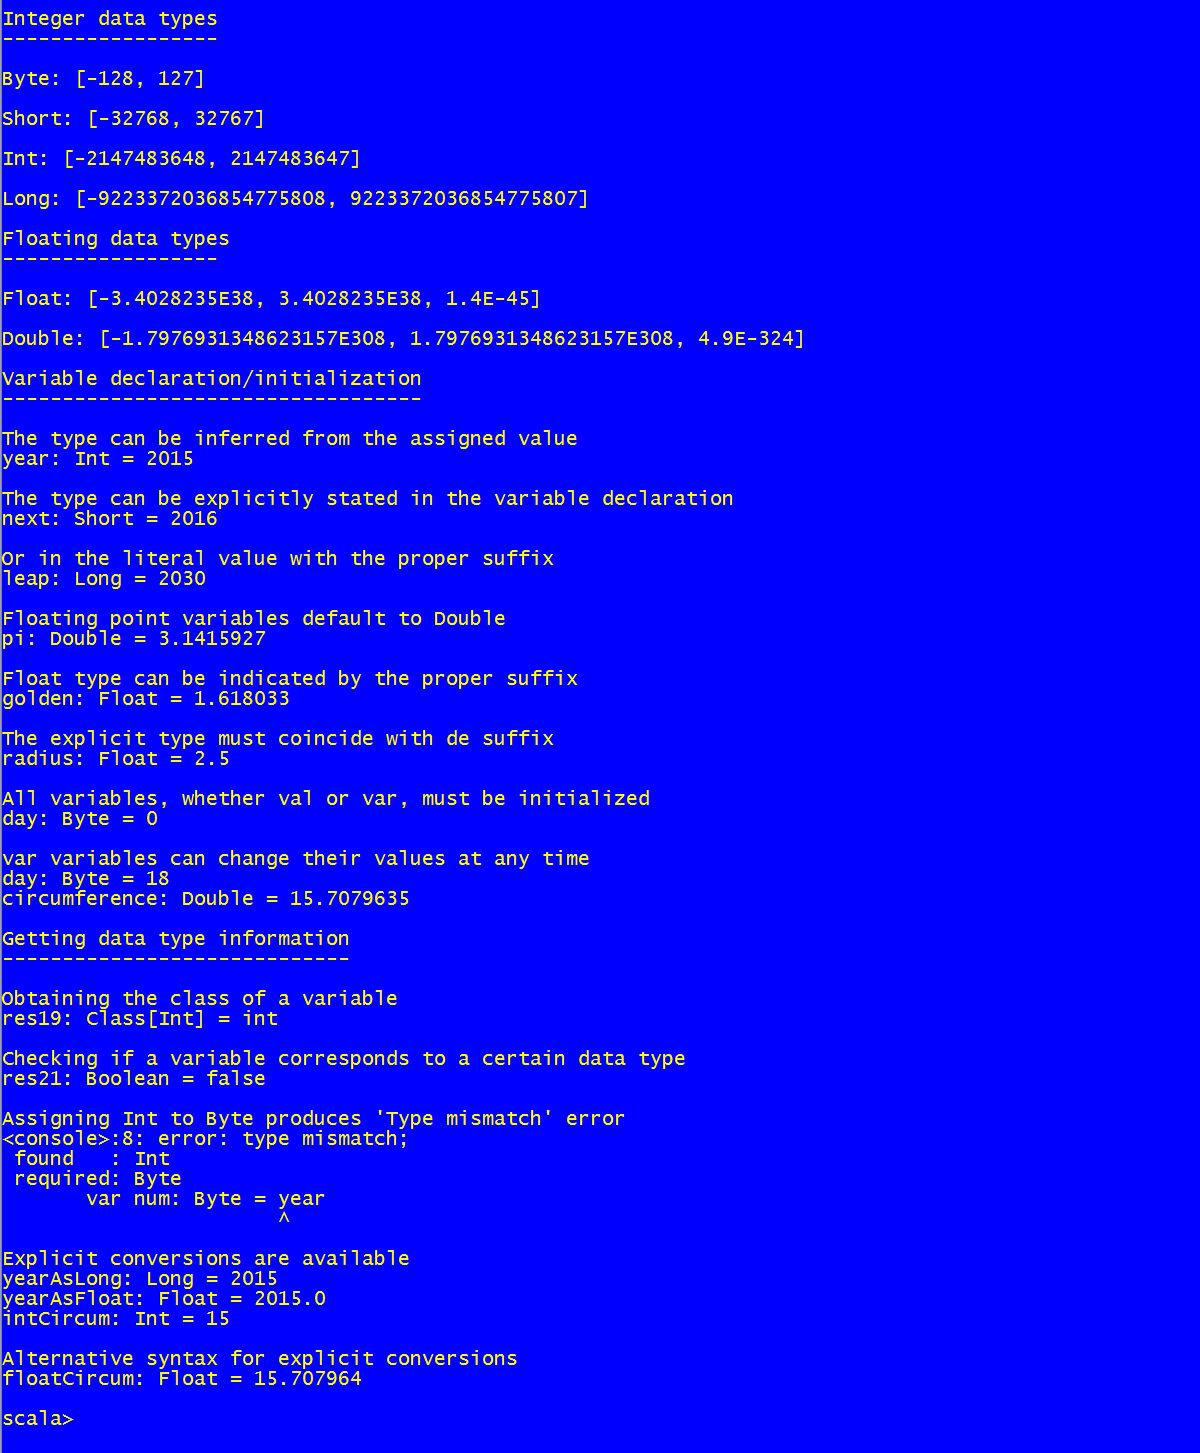 Integer data types
------------------
Byte: [-128, 127]
Short: [-32768, 32767]
Int: [-2147483648, 2147483647]
Long: [-9223372036854775808, 9223372036854775807]
Floating data types
------------------
Float: [-3.4028235E38, 3.4028235E38, 1.4E-45]
Double: [-1.7976931348623157E308, 1.7976931348623157E308, 4.9E-324]
Variable declaration/initialization
-----------------------------------
The type can be inferred from the assigned value
year: Int = 2015
The type can be explicitly stated in the variable declaration
next: Short = 2016
Or in the literal value with the proper suffix
leap: Long = 2030
Floating point variables default to Double
pi: Double = 3.1415927
Float type can be indicated by the proper suffix
golden: Float = 1.618033
The explicit type must coincide with de suffix
radius: Float = 2.5
All variables, whether val or var, must be initialized
day: Byte = 0
var variables can change their values at any time
day: Byte = 18
circumference: Double = 15.7079635
Getting data type information
-----------------------------
Obtaining the class of a variable
res19: Class[Int] = int
Checking if a variable corresponds to a certain data type
res21: Boolean = false
Assigning Int to Byte produces 'Type mismatch' error
<console>:8: error: type mismatch;
 found   : Int
 required: Byte
       var num: Byte = year
                       ^
Explicit conversions are available
yearAsLong: Long = 2015
yearAsFloat: Float = 2015.0
intCircum: Int = 15
Alternative syntax for explicit conversions
floatCircum: Float = 15.707964
scala>